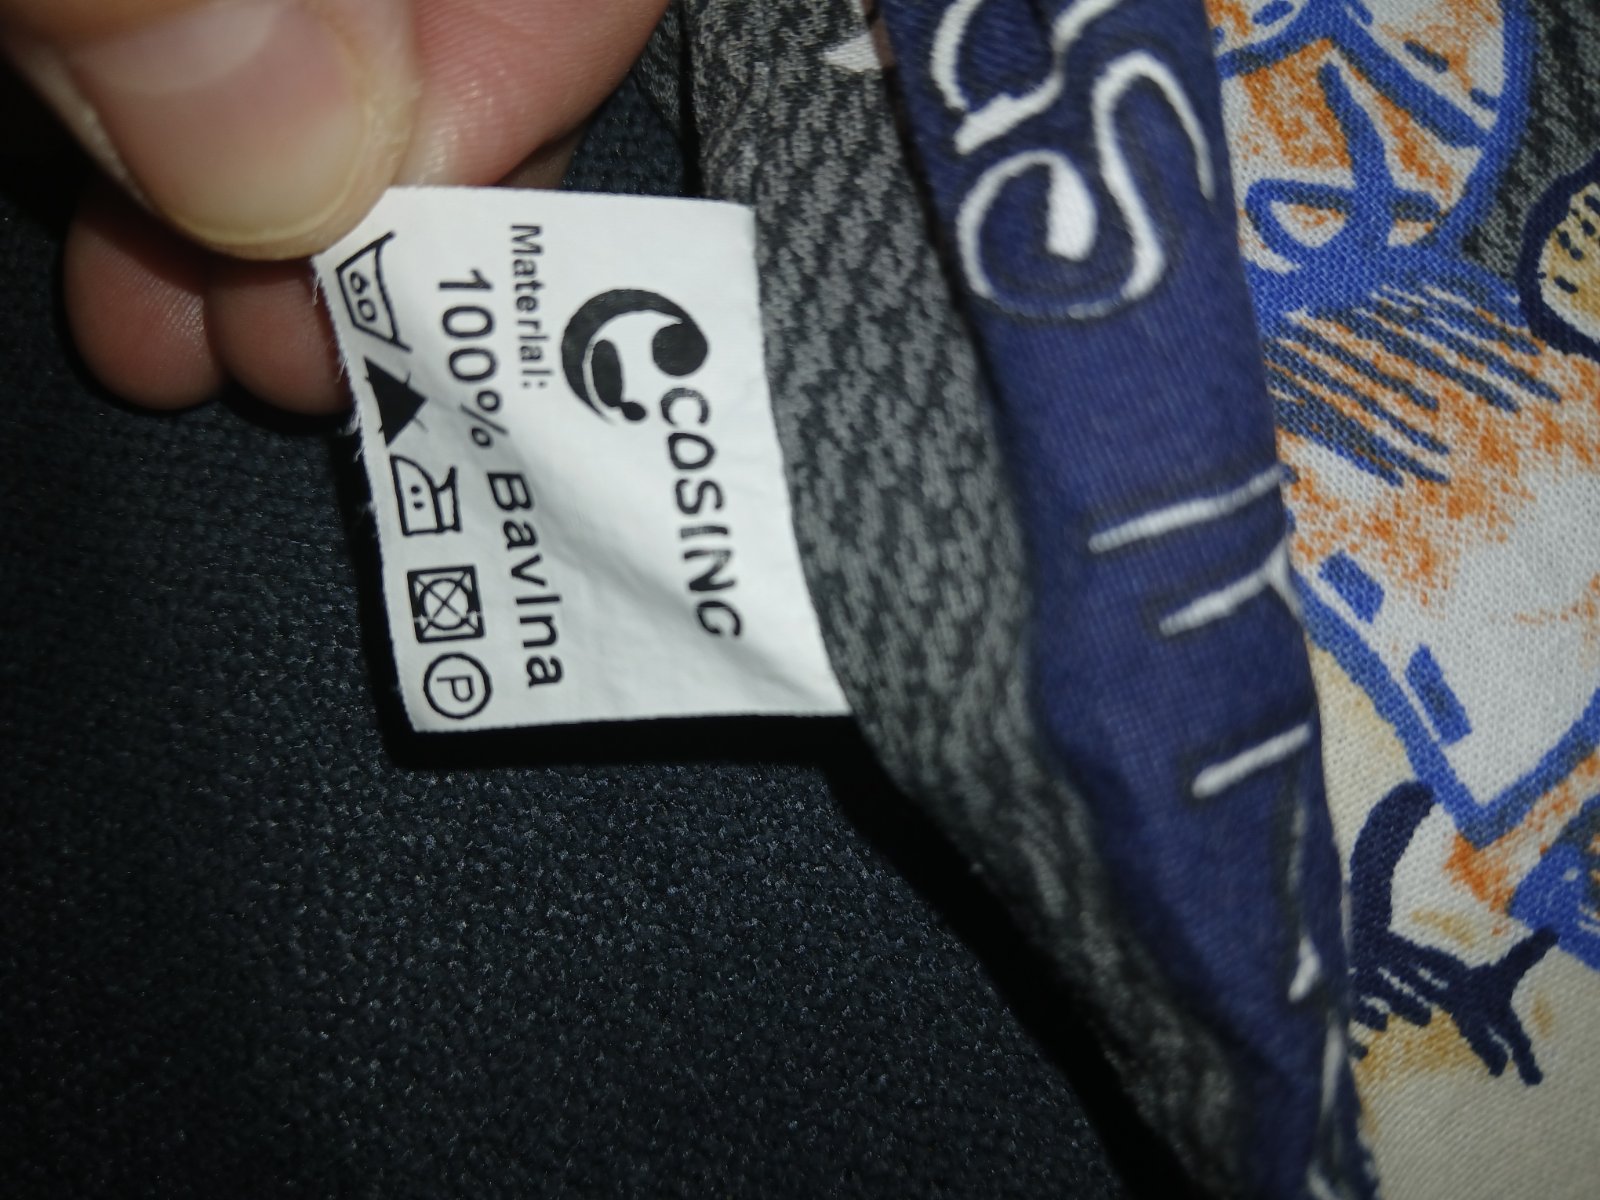 COSING
Material:
100% Bavlna
60
P